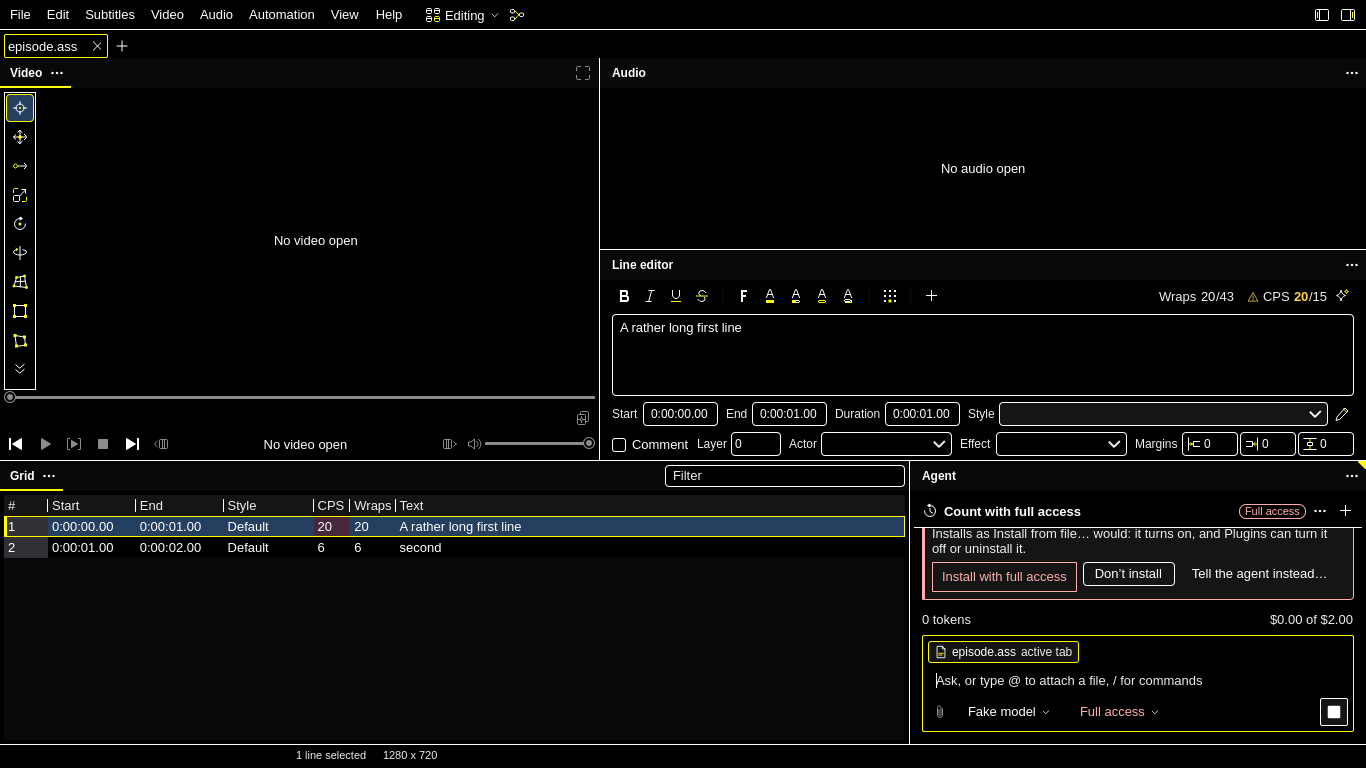 File Edit Subtitles Video Audio Automation View Help Editing
episode.ass
Video
No video open
No video open
Audio
No audio open
Line editor
B I U S F A A A A Wraps 20/43 CPS 20/15
A rather long first line
Start 0:00:00.00 End 0:00:01.00 Duration 0:00:01.00 Style
Comment Layer 0 Actor Effect Margins 0 0 0
Grid Filter
# Start End Style CPS Wraps Text
1 0:00:00.00 0:00:01.00 Default 20 20 A rather long first line
2 0:00:01.00 0:00:02.00 Default 6 6 second
Agent
Count with full access Full access
Installs as Install from file… would: it turns on, and Plugins can turn it
off or uninstall it.
Install with full access Don’t install Tell the agent instead…
0 tokens $0.00 of $2.00
episode.ass active tab
Ask, or type @ to attach a file, / for commands
Fake model Full access
1 line selected 1280 x 720